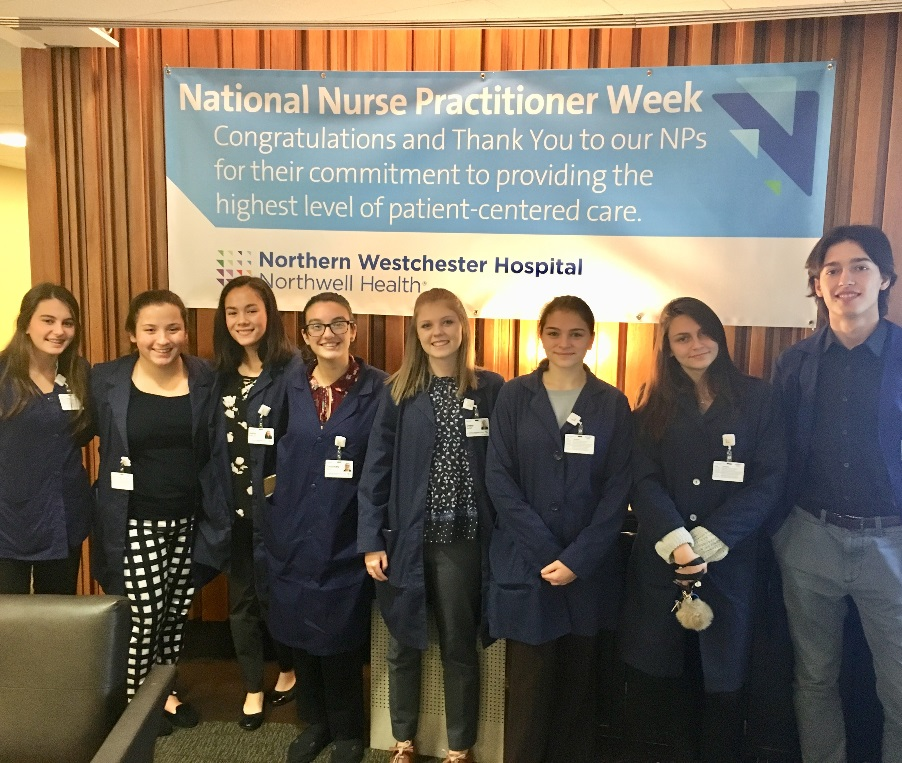 National Nurse Practitioner Week
Congratulations and Thank You to our NPs
for their commitment to providing the
highest level of patient-centered care.
Northern Westchester Hospital
Northwell Health